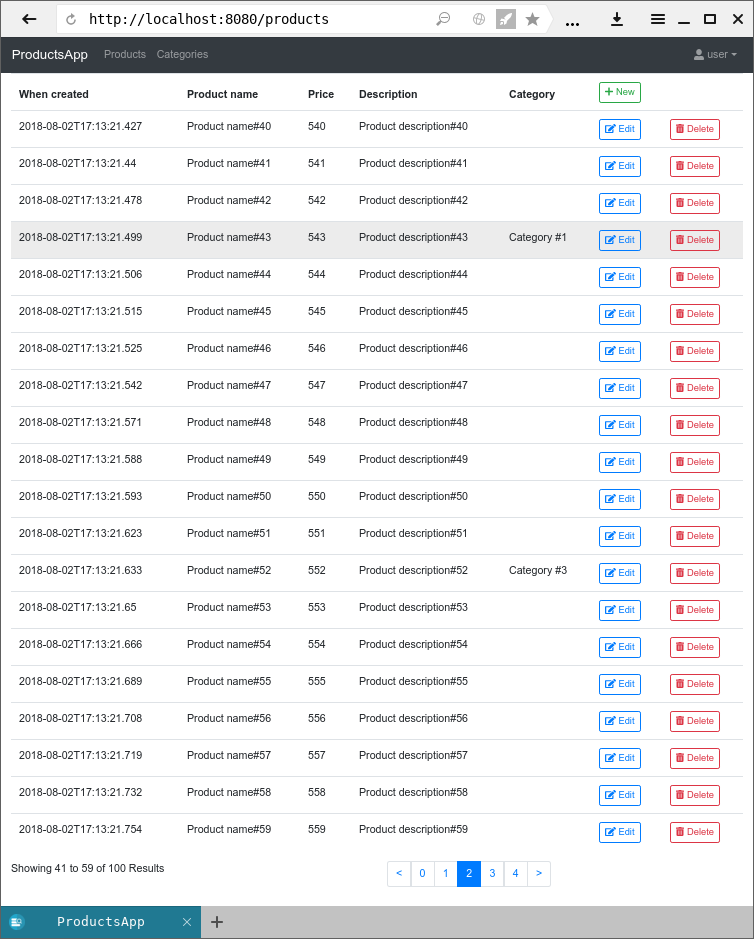 http://localhost:8080/products
ProductsApp Products Categories user
When created Product name Price Description Category New
2018-08-02T17:13:21.427 Product name#40 540 Product description#40 Edit Delete
2018-08-02T17:13:21.44 Product name#41 541 Product description#41 Edit Delete
2018-08-02T17:13:21.478 Product name#42 542 Product description#42 Edit Delete
2018-08-02T17:13:21.499 Product name#43 543 Product description#43 Category #1 Edit Delete
2018-08-02T17:13:21.506 Product name#44 544 Product description#44 Edit Delete
2018-08-02T17:13:21.515 Product name#45 545 Product description#45 Edit Delete
2018-08-02T17:13:21.525 Product name#46 546 Product description#46 Edit Delete
2018-08-02T17:13:21.542 Product name#47 547 Product description#47 Edit Delete
2018-08-02T17:13:21.571 Product name#48 548 Product description#48 Edit Delete
2018-08-02T17:13:21.588 Product name#49 549 Product description#49 Edit Delete
2018-08-02T17:13:21.593 Product name#50 550 Product description#50 Edit Delete
2018-08-02T17:13:21.623 Product name#51 551 Product description#51 Edit Delete
2018-08-02T17:13:21.633 Product name#52 552 Product description#52 Category #3 Edit Delete
2018-08-02T17:13:21.65 Product name#53 553 Product description#53 Edit Delete
2018-08-02T17:13:21.666 Product name#54 554 Product description#54 Edit Delete
2018-08-02T17:13:21.689 Product name#55 555 Product description#55 Edit Delete
2018-08-02T17:13:21.708 Product name#56 556 Product description#56 Edit Delete
2018-08-02T17:13:21.719 Product name#57 557 Product description#57 Edit Delete
2018-08-02T17:13:21.732 Product name#58 558 Product description#58 Edit Delete
2018-08-02T17:13:21.754 Product name#59 559 Product description#59 Edit Delete
Showing 41 to 59 of 100 Results < 0 1 2 3 4 >
ProductsApp